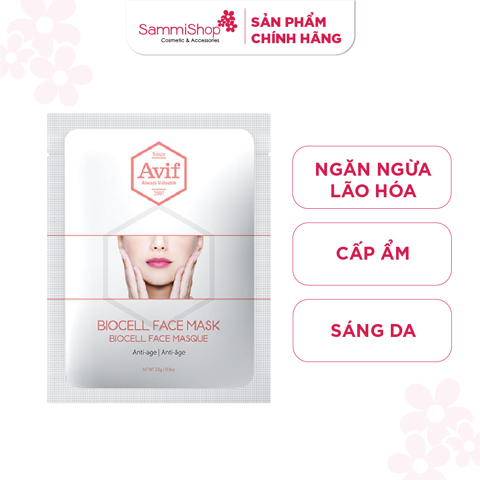 SammiShop
Cosmetic & Accessories
SẢN PHẨM
CHÍNH HÃNG
Since
Avif
Always Valuable
2007
BIOCELL FACE MASK
BIOCELL FACE MASQUE
Anti-age | Anti-âge
NGĂN NGỪA
LÃO HÓA
CẤP ẨM
SÁNG DA